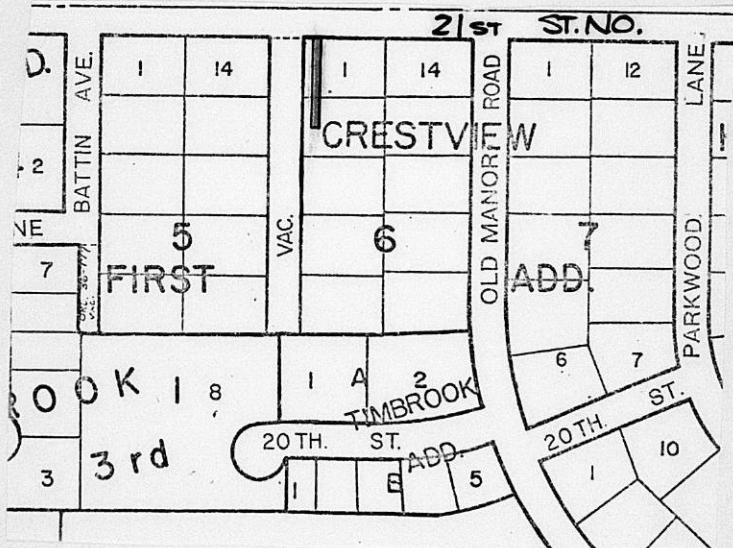 21ST ST. NO.
D.
BATTIN AVE.
1
14
1
14
OLD MANOR ROAD
1
12
PARKWOOD LANE
CRESTVIEW
2
NE
5
VAC.
6
7
7
FIRST
ADD.
6
7
OOK
1
8
1
A
2
TIMBROOK
20TH. ST.
20TH. ST.
3rd
ADD.
3
1
B
5
1
10